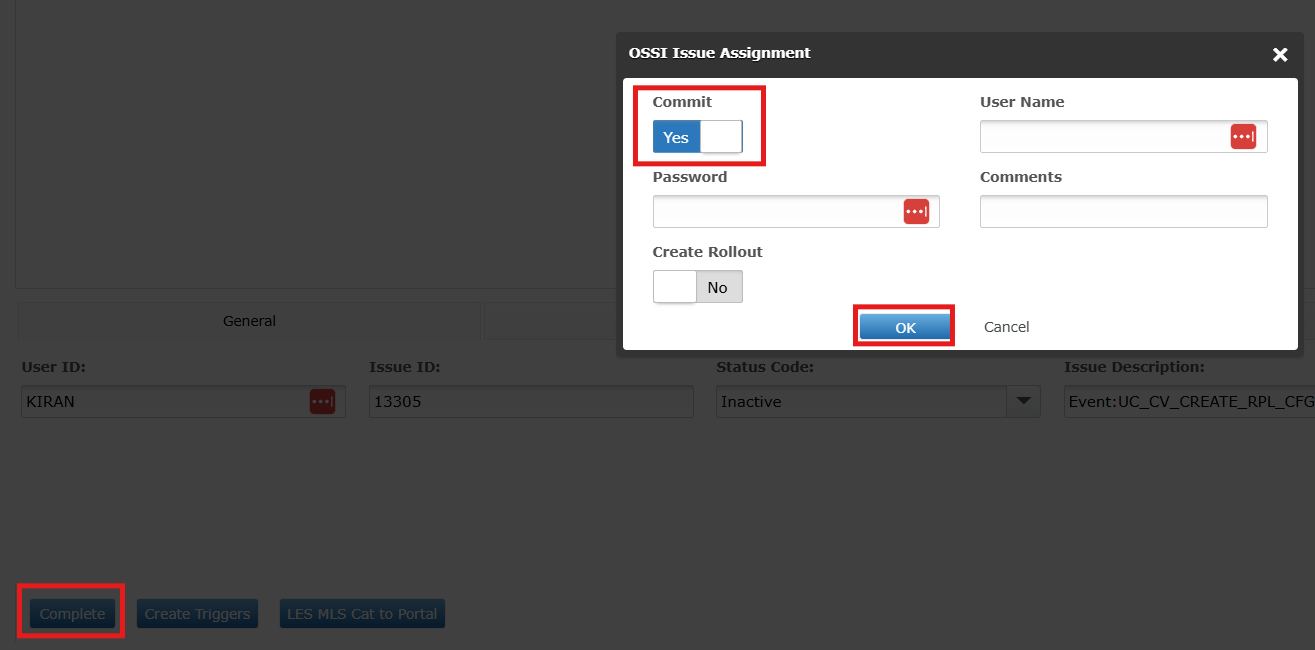 OSSI Issue Assignment
Commit
User Name
Yes
Password
Comments
Create Rollout
No
OK
Cancel
General
User ID:
Issue ID:
Status Code:
Issue Description:
KIRAN
13305
Inactive
Event:UC_CV_CREATE_RPL_CFG
Complete
Create Triggers
LES MLS Cat to Portal